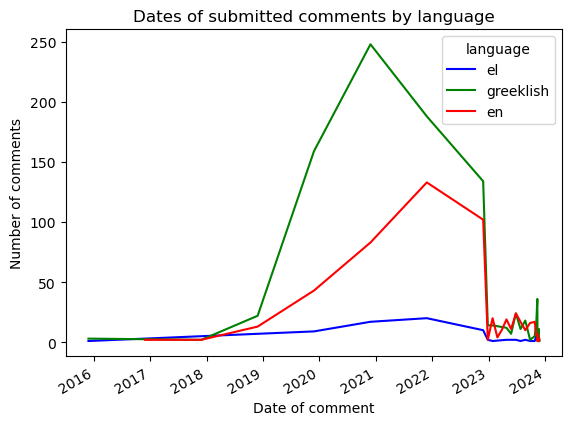 Dates of submitted comments by language
250
200
150
100
50
0
Number of comments
language
el
greeklish
en
2016
2017
2018
2019
2020
2021
2022
2023
2024
Date of comment